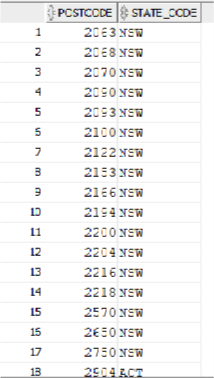 POSTCODE STATE_CODE
1 2063 NSW
2 2068 NSW
3 2070 NSW
4 2090 NSW
5 2093 NSW
6 2100 NSW
7 2122 NSW
8 2153 NSW
9 2166 NSW
10 2194 NSW
11 2200 NSW
12 2204 NSW
13 2216 NSW
14 2218 NSW
15 2570 NSW
16 2650 NSW
17 2750 NSW
18 2904 ACT